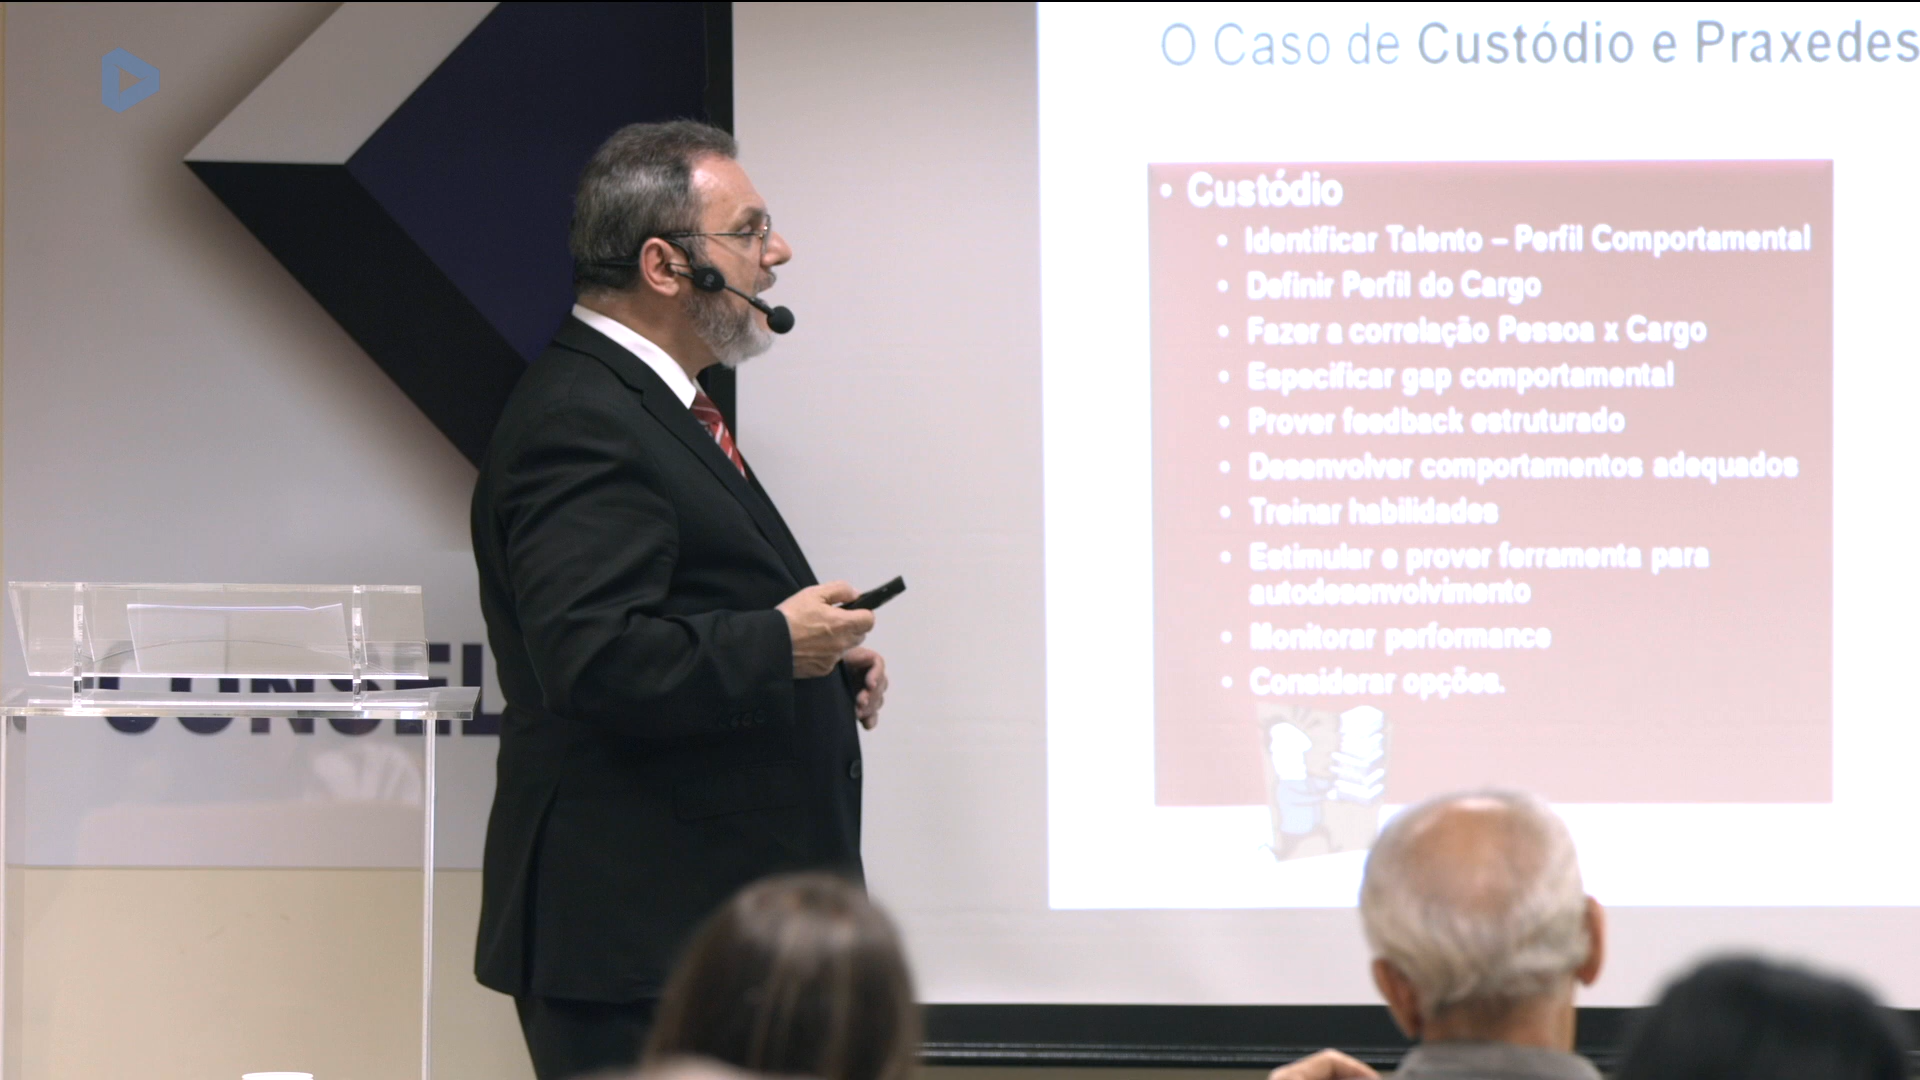 O Caso de Custódio e Praxedes
• Custódio
• Identificar Talento – Perfil Comportamental
• Definir Perfil do Cargo
• Fazer a correlação Pessoa x Cargo
• Especificar gap comportamental
• Prover feedback estruturado
• Desenvolver comportamentos adequados
• Treinar habilidades
• Estimular e prover ferramenta para
autodesenvolvimento
• Monitorar performance
• Considerar opções.
CONSEL